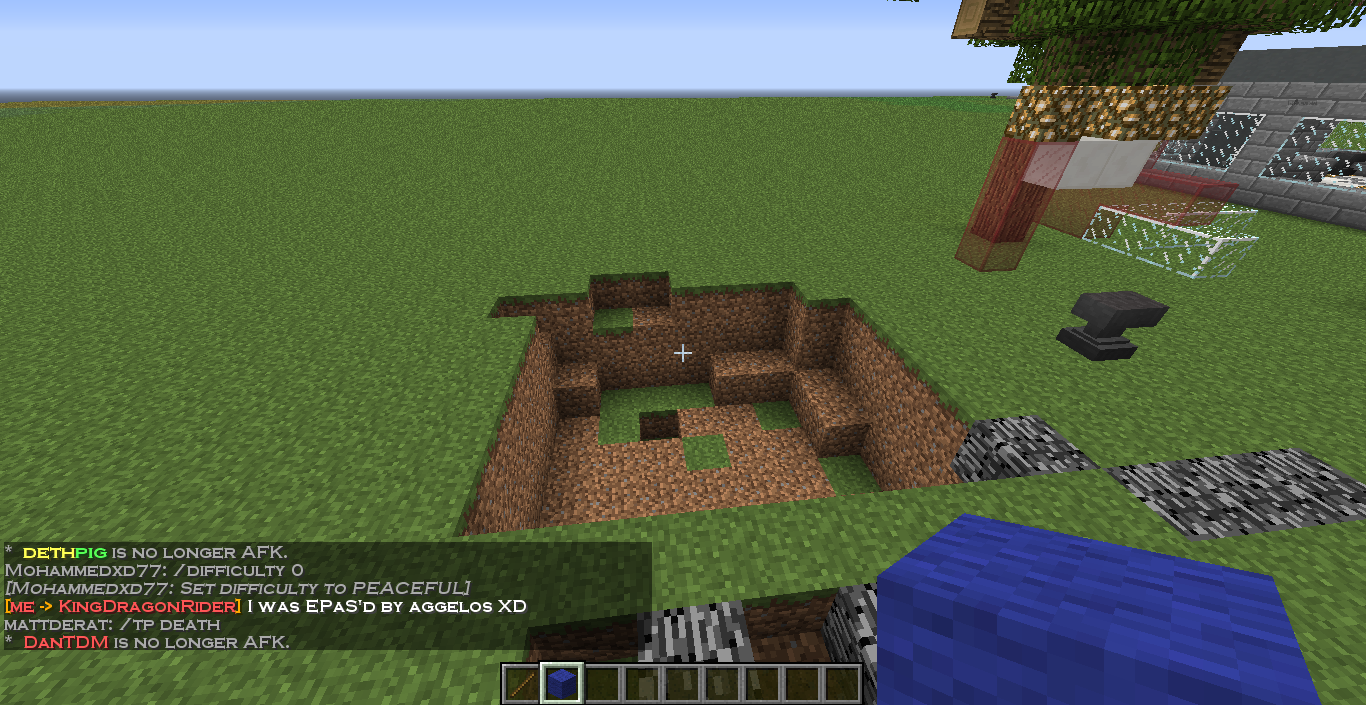 * DETHPIG IS NO LONGER AFK.
MOHAMMEDXD77: /DIFFICULTY 0
[MOHAMMEDXD77: SET DIFFICULTY TO PEACEFUL]
[ME -> KINGDRAGONRIDER] I WAS EPAS'D BY AGGELOS XD
MATTDERAT: /TP DEATH
* DANTDM IS NO LONGER AFK.